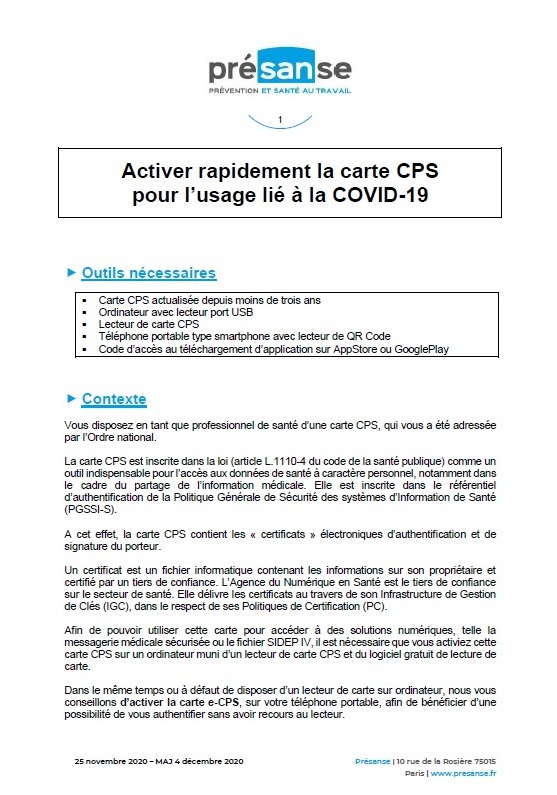 présanse
PRÉVENTION ET SANTÉ AU TRAVAIL
1
Activer rapidement la carte CPS
pour l'usage lié à la COVID-19
Outils nécessaires
▪ Carte CPS actualisée depuis moins de trois ans
▪ Ordinateur avec lecteur port USB
▪ Lecteur de carte CPS
▪ Téléphone portable type smartphone avec lecteur de QR Code
▪ Code d'accès au téléchargement d'application sur AppStore ou GooglePlay
Contexte
Vous disposez en tant que professionnel de santé d'une carte CPS, qui vous a été adressée
par l'Ordre national.
La carte CPS est inscrite dans la loi (article L.1110-4 du code de la santé publique) comme un
outil indispensable pour l'accès aux données de santé à caractère personnel, notamment dans
le cadre du partage de l'information médicale. Elle est inscrite dans le référentiel
d'authentification de la Politique Générale de Sécurité des systèmes d'Information de Santé
(PGSSI-S).
A cet effet, la carte CPS contient les « certificats » électroniques d'authentification et de
signature du porteur.
Un certificat est un fichier informatique contenant les informations sur son propriétaire et
certifié par un tiers de confiance. L'Agence du Numérique en Santé est le tiers de confiance
sur le secteur de santé. Elle délivre les certificats au travers de son Infrastructure de Gestion
de Clés (IGC), dans le respect de ses Politiques de Certification (PC).
Afin de pouvoir utiliser cette carte pour accéder à des solutions numériques, telle la
messagerie médicale sécurisée ou le fichier SIDEP IV, il est nécessaire que vous activiez cette
carte CPS sur un ordinateur muni d'un lecteur de carte CPS et du logiciel gratuit de lecture de
carte.
Dans le même temps ou à défaut de disposer d'un lecteur de carte sur ordinateur, nous vous
conseillons d'activer la carte e-CPS, sur votre téléphone portable, afin de bénéficier d'une
possibilité de vous authentifier sans avoir recours au lecteur.
25 novembre 2020 – MAJ 4 décembre 2020
Présanse | 10 rue de la Rosière 75015
Paris | www.presanse.fr